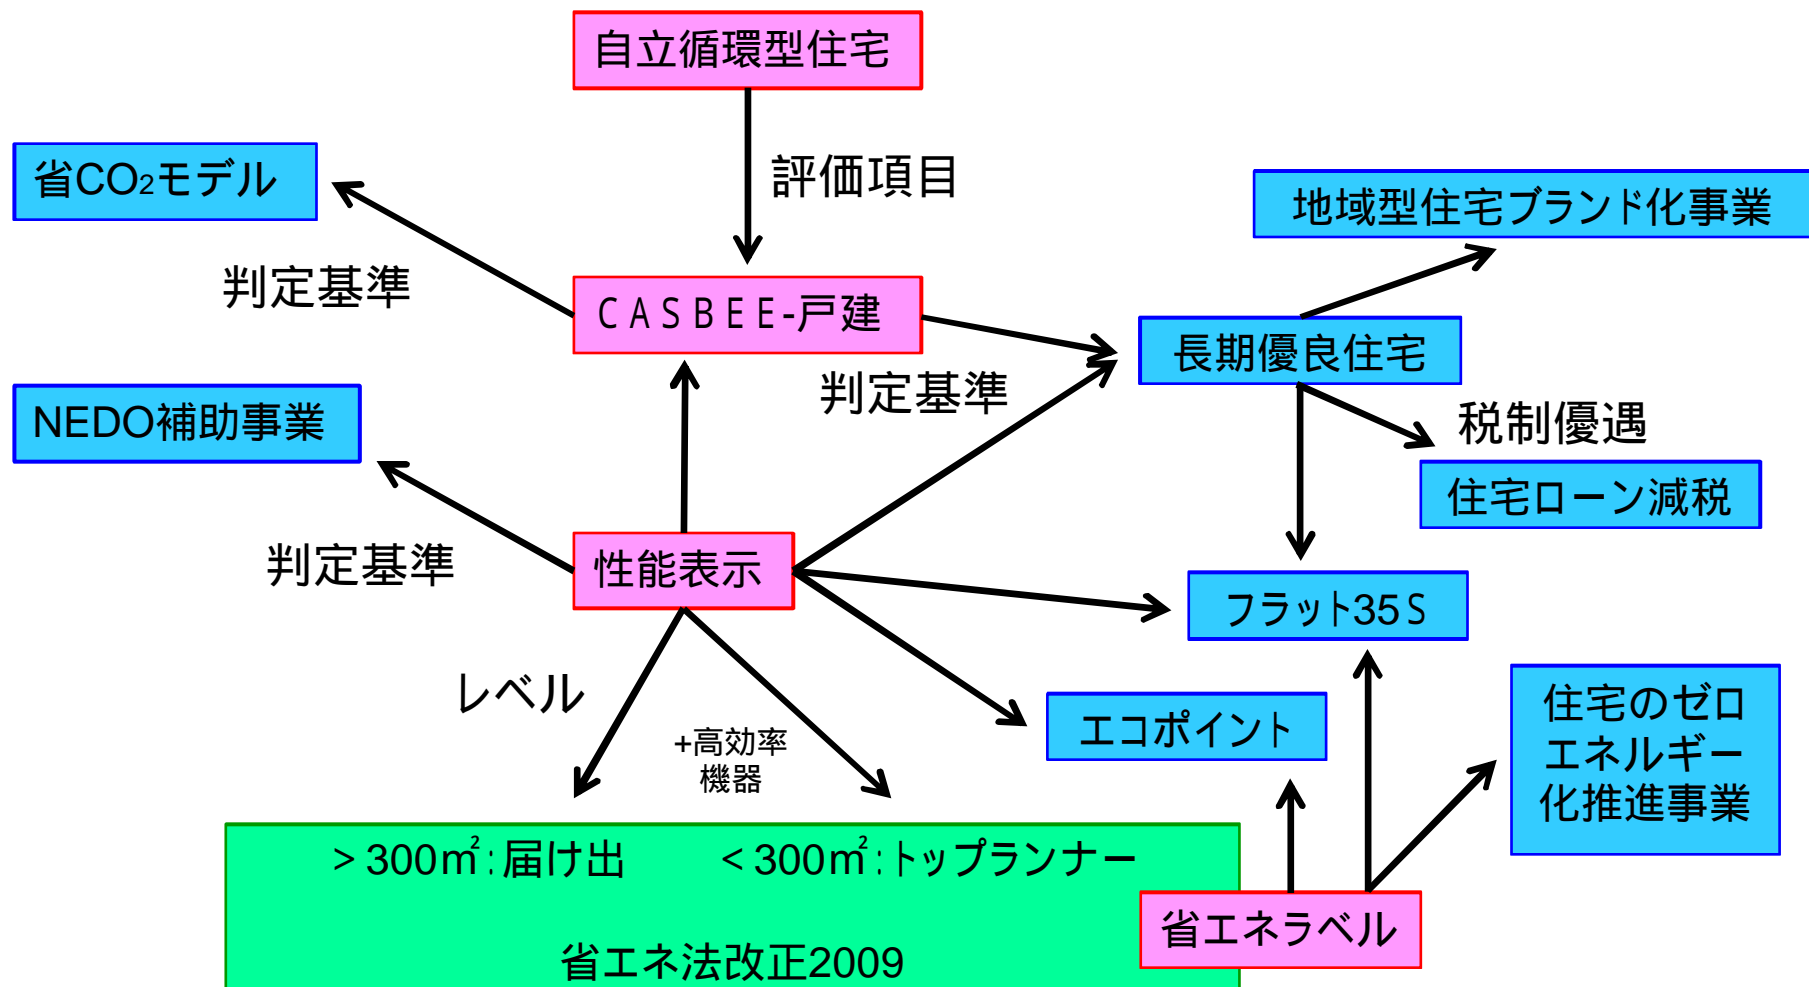 自立循環型住宅
省CO₂モデル
評価項目
地域型住宅ブランド化事業
判定基準
CASBEE-戸建
長期優良住宅
判定基準
NEDO補助事業
税制優遇
住宅ローン減税
判定基準
性能表示
フラット35S
レベル
+高効率
機器
エコポイント
住宅のゼロ
エネルギー
化推進事業
>300㎡:届け出 <300㎡:トップランナー
省エネラベル
省エネ法改正2009